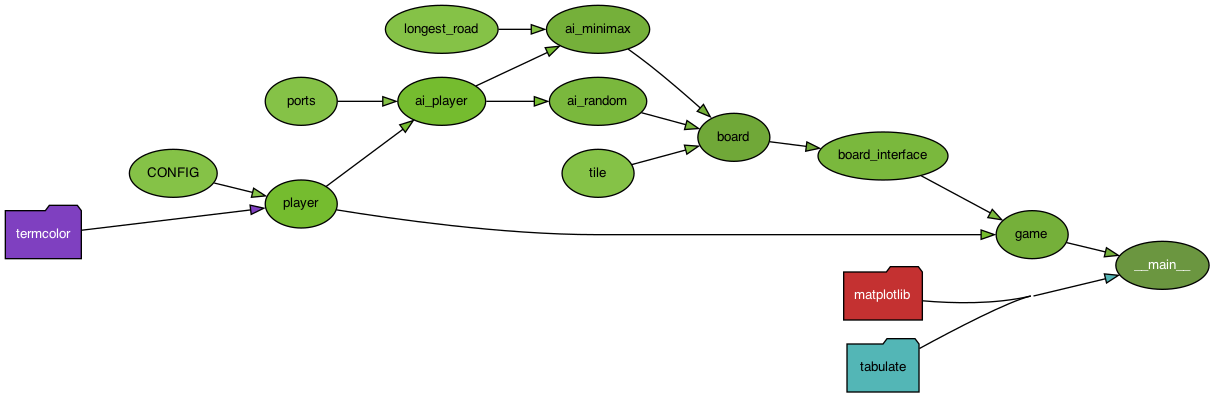 longest_road
ai_minimax
ports
ai_player
ai_random
board
tile
board_interface
CONFIG
player
termcolor
game
__main__
matplotlib
tabulate